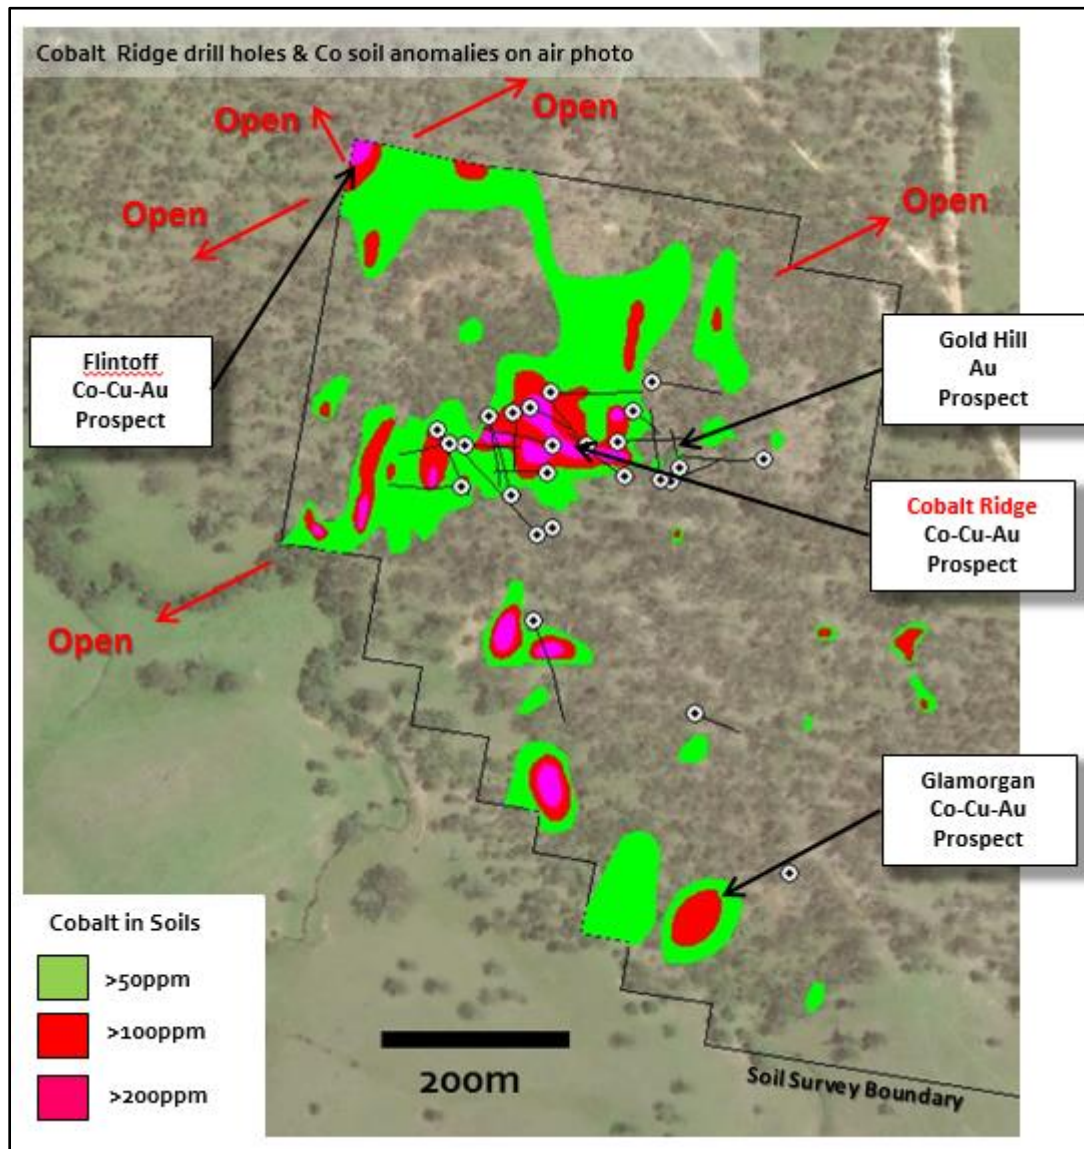 Cobalt Ridge drill holes & Co soil anomalies on air photo
Open
Open
Open
Open
Flintoff
Co-Cu-Au
Prospect
Gold Hill
Au
Prospect
Cobalt Ridge
Co-Cu-Au
Prospect
Open
Glamorgan
Co-Cu-Au
Prospect
Cobalt in Soils
>50ppm
>100ppm
>200ppm
200m
Soil Survey Boundary